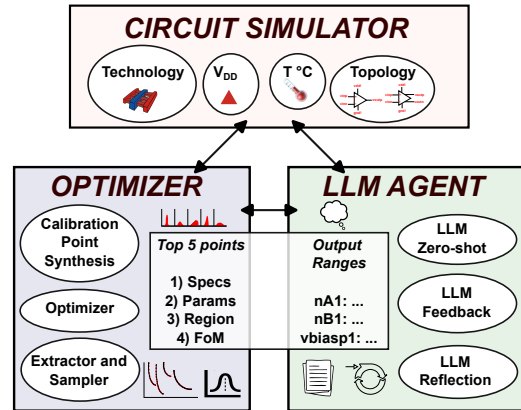 CIRCUIT SIMULATOR
Technology
VDD
T °C
Topology
OPTIMIZER
Calibration
Point
Synthesis
Optimizer
Extractor and
Sampler
Top 5 points
1) Specs
2) Params
3) Region
4) FoM
Output
Ranges
nA1: ...
nB1: ...
vbiasp1: ...
LLM AGENT
LLM
Zero-shot
LLM
Feedback
LLM
Reflection